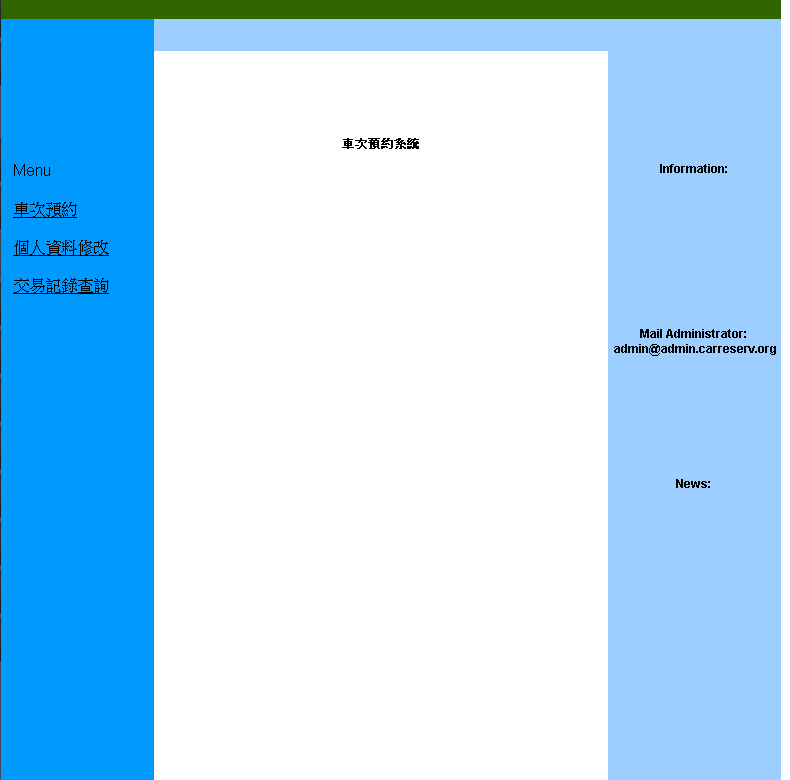 車次預約系統
Menu
車次預約
個人資料修改
交易記錄查詢
Information:
Mail Administrator:
admin@admin.carreserv.org
News: